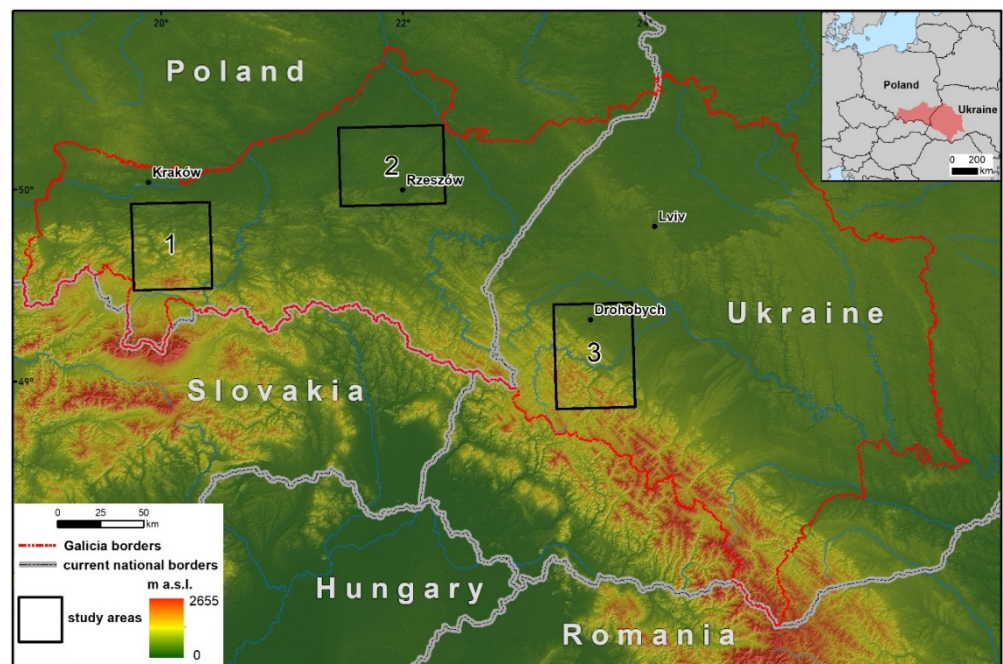 20°
22°
24°
Poland
Poland
Ukraine
0 200
km
Kraków
2
50°
Rzeszów
Lviv
1
Drohobych
Ukraine
3
49°
Slovakia
0 25 50
km
Galicia borders
current national borders
m a.s.l.
2655
study areas
0
Hungary
Romania